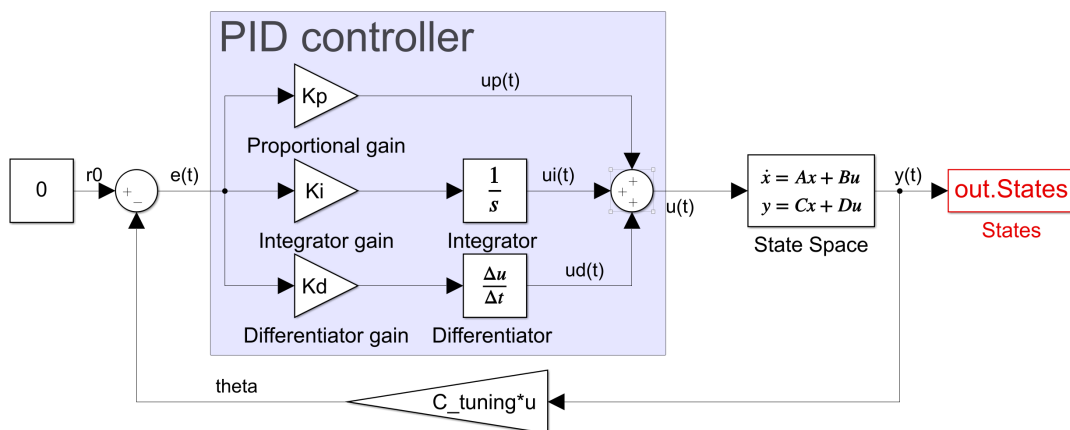 PID controller
up(t)
Kp
Proportional gain
0
r0
+
−
e(t)
Ki
1
s
ui(t)
+
+
+
u(t)
ẋ = Ax + Bu
y = Cx + Du
y(t)
out.States
Integrator gain
Integrator
State Space
States
Kd
Δu
Δt
ud(t)
Differentiator gain
Differentiator
theta
C_tuning*u